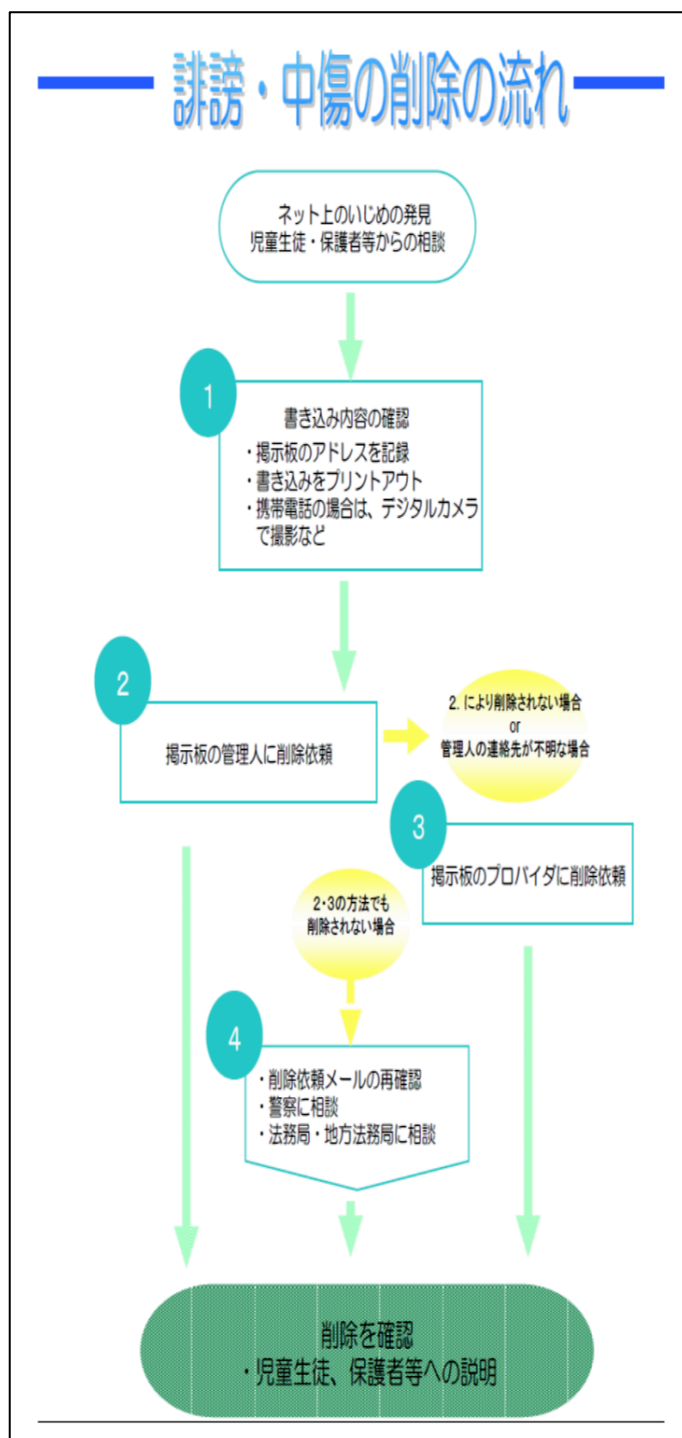 誹謗・中傷の削除の流れ
ネット上のいじめの発見
児童生徒・保護者等からの相談
1
書き込み内容の確認
・掲示板のアドレスを記録
・書き込みをプリントアウト
・携帯電話の場合は、デジタルカメラ
で撮影など
2
掲示板の管理人に削除依頼
2. により削除されない場合
or
管理人の連絡先が不明な場合
3
掲示板のプロバイダに削除依頼
2・3の方法でも
削除されない場合
4
・削除依頼メールの再確認
・警察に相談
・法務局・地方法務局に相談
削除を確認
・児童生徒、保護者等への説明